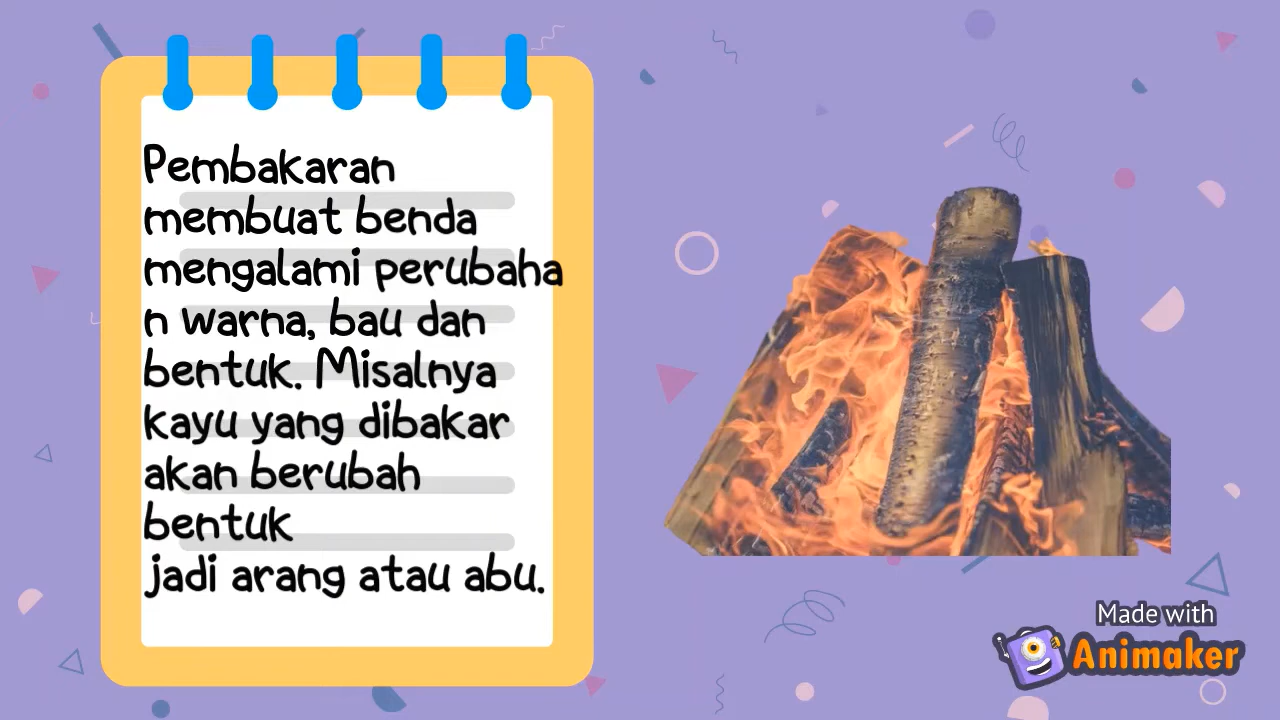 Pembakaran
membuat benda
mengalami perubaha
n warna, bau dan
bentuk. Misalnya
kayu yang dibakar
akan berubah
bentuk
jadi arang atau abu.
Made with
Animaker